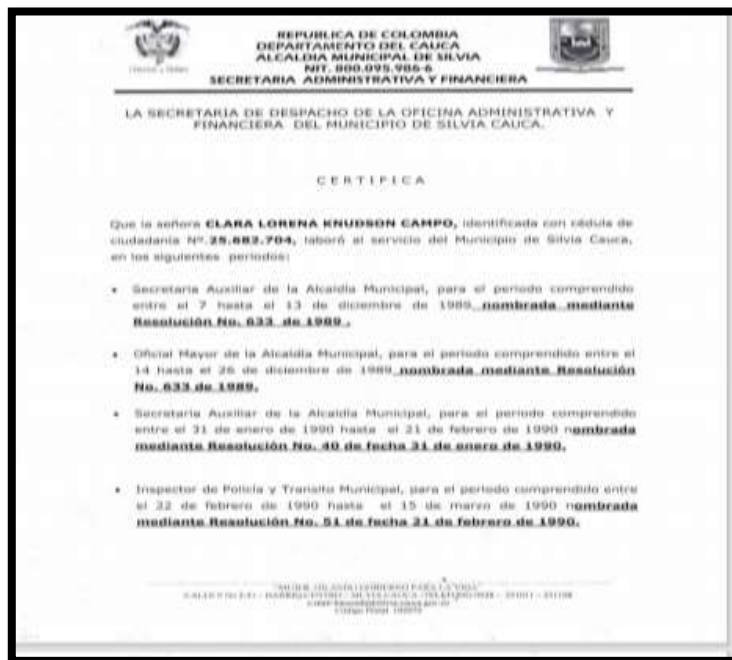 REPUBLICA DE COLOMBIA
DEPARTAMENTO DEL CAUCA
ALCALDIA MUNICIPAL DE SILVIA
NIT. 800.095.986-6
SECRETARIA ADMINISTRATIVA Y FINANCIERA
LA SECRETARIA DE DESPACHO DE LA OFICINA ADMINISTRATIVA Y
FINANCIERA DEL MUNICIPIO DE SILVIA CAUCA.
C E R T I F I C A
Que la señora CLARA LORENA KNUDSON CAMPO, identificada con cédula de
ciudadanía Nº.25.682.704, laboró al servicio del Municipio de Silvia Cauca,
en los siguientes periodos:
• Secretaria Auxiliar de la Alcaldía Municipal, para el periodo comprendido
entre el 7 hasta el 13 de diciembre de 1989 nombrada mediante
Resolución No. 633 de 1989 .
• Oficial Mayor de la Alcaldía Municipal, para el periodo comprendido entre el
14 hasta el 26 de diciembre de 1989 nombrada mediante Resolución
No. 633 de 1989.
• Secretaria Auxiliar de la Alcaldía Municipal, para el periodo comprendido
entre el 31 de enero de 1990 hasta el 21 de febrero de 1990 nombrada
mediante Resolución No. 40 de fecha 31 de enero de 1990.
• Inspector de Policía y Transito Municipal, para el periodo comprendido entre
el 22 de febrero de 1990 hasta el 15 de marzo de 1990 nombrada
mediante Resolución No. 51 de fecha 21 de febrero de 1990.